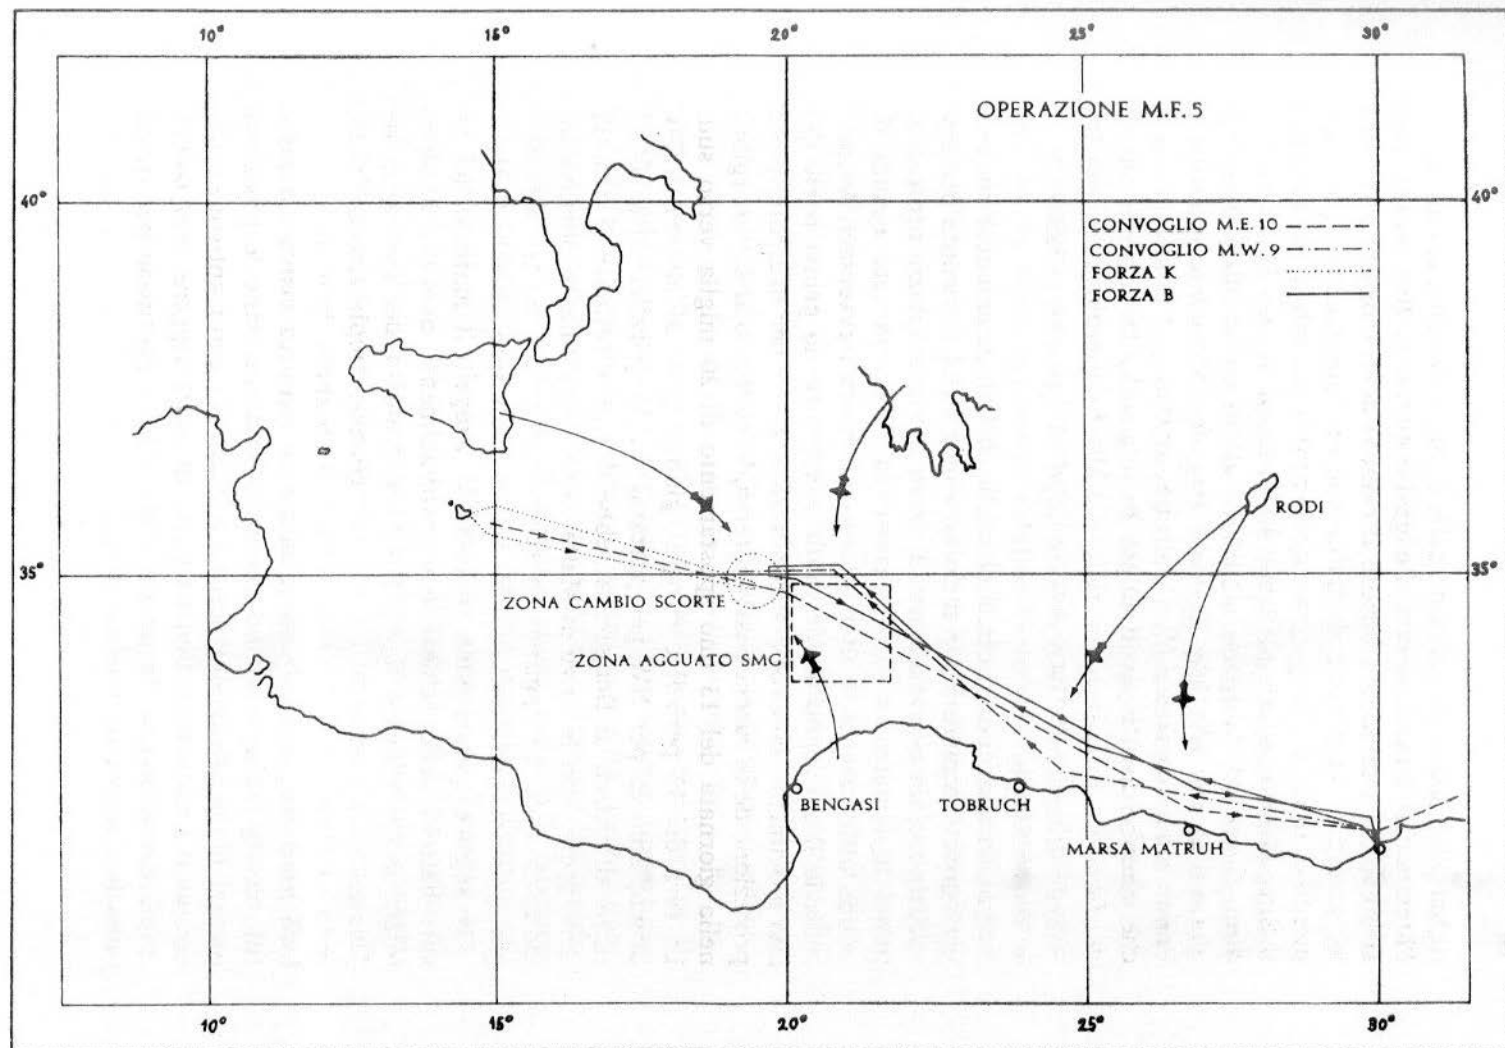 10° 15° 20° 25° 30°
OPERAZIONE M.F.5
40° 40°
CONVOGLIO M.E.10
CONVOGLIO M.W.9
FORZA K
FORZA B
RODI
35° 35°
ZONA CAMBIO SCORTE
ZONA AGGUATO SMG
BENGASI
TOBRUCH
MARSA MATRUH
10° 15° 20° 25° 30°